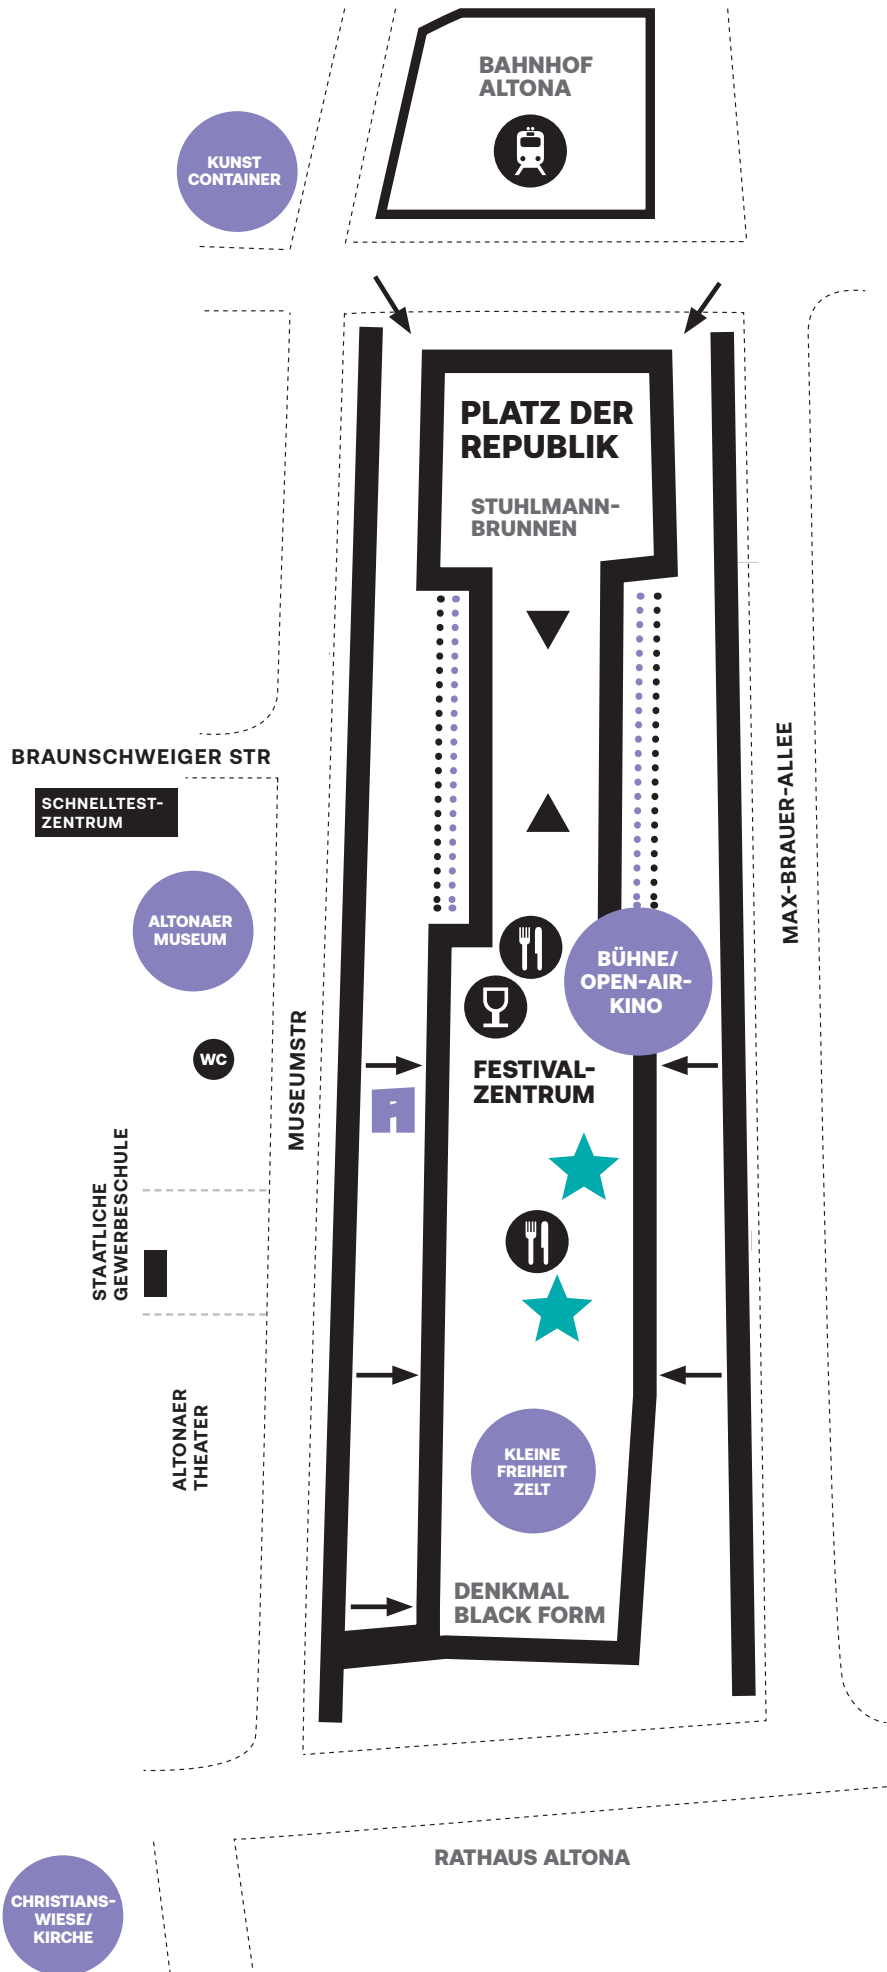 BAHNHOF
ALTONA
KUNST
CONTAINER
PLATZ DER
REPUBLIK
STUHLMANN-
BRUNNEN
BRAUNSCHWEIGER STR
SCHNELLTEST-
ZENTRUM
MAX-BRAUER-ALLEE
ALTONAER
MUSEUM
BÜHNE/
OPEN-AIR-
KINO
WC
MUSEUMSTR
FESTIVAL-
ZENTRUM
STAATLICHE
GEWERBESCHULE
ALTONAER
THEATER
KLEINE
FREIHEIT
ZELT
DENKMAL
BLACK FORM
RATHAUS ALTONA
CHRISTIANS-
WIESE/
KIRCHE